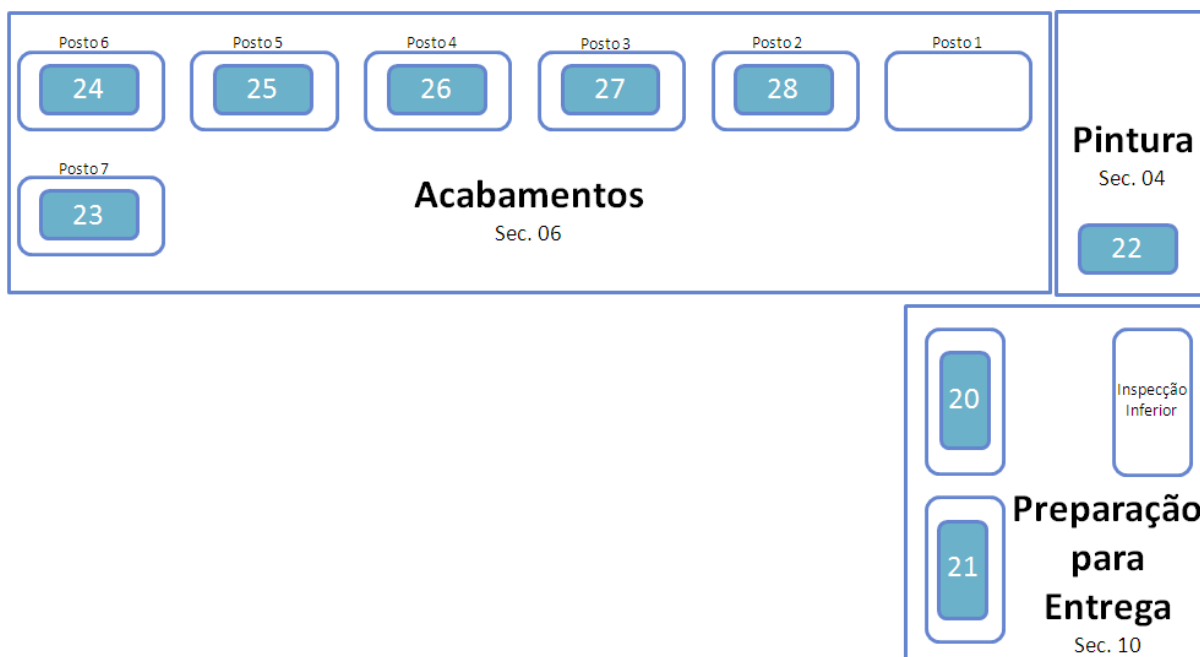 Posto 6
Posto 5
Posto 4
Posto 3
Posto 2
Posto 1
24
25
26
27
28
Posto 7
23
Acabamentos
Sec. 06
Pintura
Sec. 04
22
20
Inspecção
Inferior
21
Preparação
para
Entrega
Sec. 10